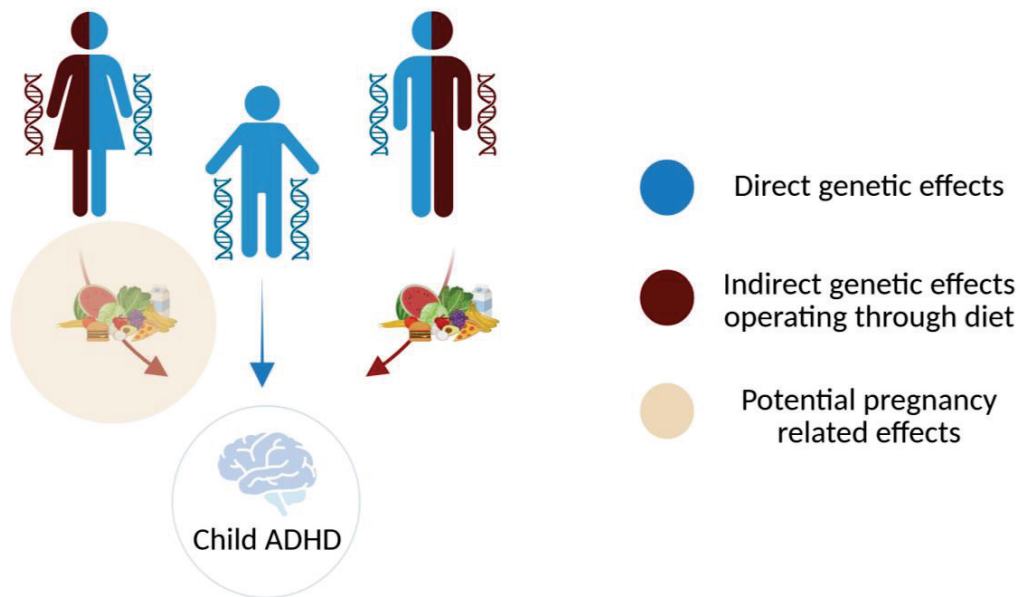 Direct genetic effects
Indirect genetic effects
operating through diet
Potential pregnancy
related effects
Child ADHD